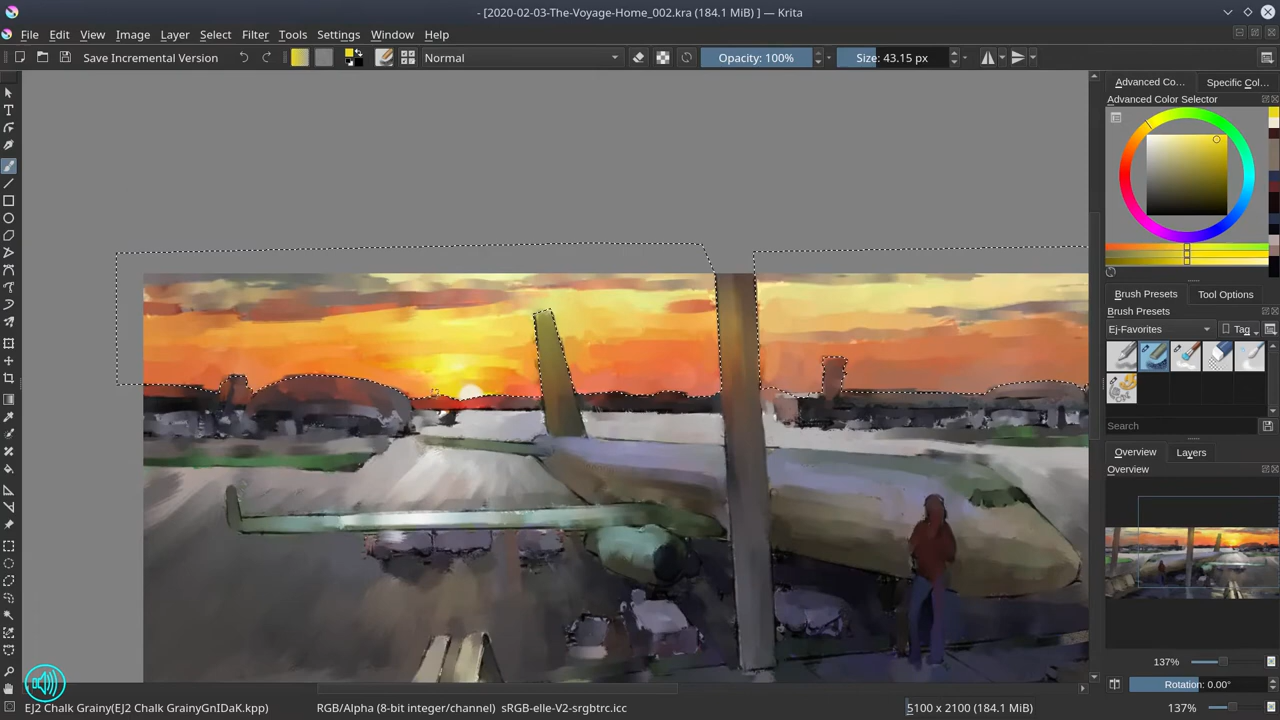 - [2020-02-03-The-Voyage-Home_002.kra (184.1 MiB) ] — Krita
File Edit View Image Layer Select Filter Tools Settings Window Help
Save Incremental Version Normal Opacity: 100% Size: 43.15 px
Advanced Co... Specific Col...
Advanced Color Selector
Brush Presets Tool Options
Brush Presets
Ej-Favorites Tag
Search
Overview Layers
Overview
137%
Rotation: 0.00°
EJ2 Chalk Grainy(EJ2 Chalk GrainyGnIDaK.kpp) RGB/Alpha (8-bit integer/channel) sRGB-elle-V2-srgbtrc.icc 5100 x 2100 (184.1 MiB) 137%